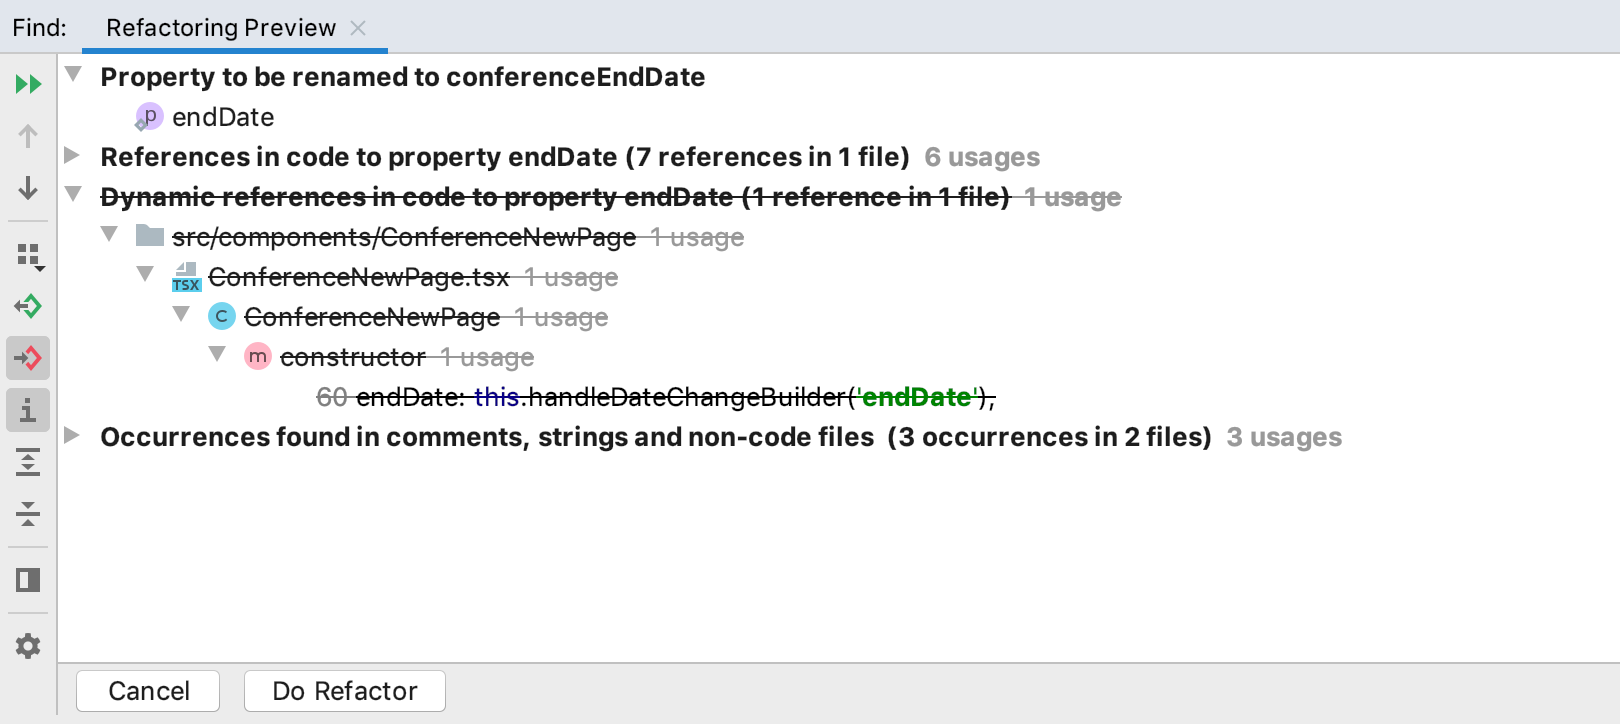 Find: Refactoring Preview
Property to be renamed to conferenceEndDate
p endDate
References in code to property endDate (7 references in 1 file) 6 usages
Dynamic references in code to property endDate (1 reference in 1 file) 1 usage
src/components/ConferenceNewPage 1 usage
TSX ConferenceNewPage.tsx 1 usage
C ConferenceNewPage 1 usage
m constructor 1 usage
60 endDate: this.handleDateChangeBuilder('endDate'),
Occurrences found in comments, strings and non-code files (3 occurrences in 2 files) 3 usages
Cancel Do Refactor